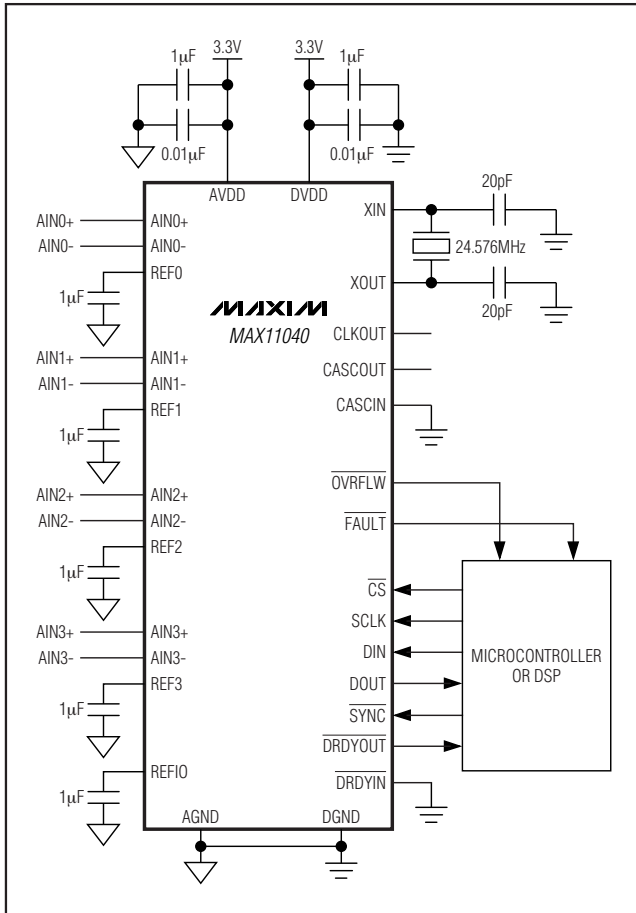 1µF 3.3V 3.3V 1µF
0.01µF 0.01µF
AVDD DVDD
20pF
XIN
24.576MHz
XOUT
20pF
AIN0+ AIN0+
AIN0- AIN0-
REF0
1µF
MAXIM
MAX11040
CLKOUT
AIN1+ AIN1+
CASCOUT
AIN1- AIN1-
CASCIN
REF1
1µF
OVRFLW
AIN2+ AIN2+
AIN2- AIN2-
FAULT
REF2
1µF
CS
SCLK
AIN3+ AIN3+
DIN
AIN3- AIN3-
MICROCONTROLLER
OR DSP
REF3
DOUT
1µF
SYNC
DRDYOUT
REFIO
DRDYIN
1µF
AGND DGND